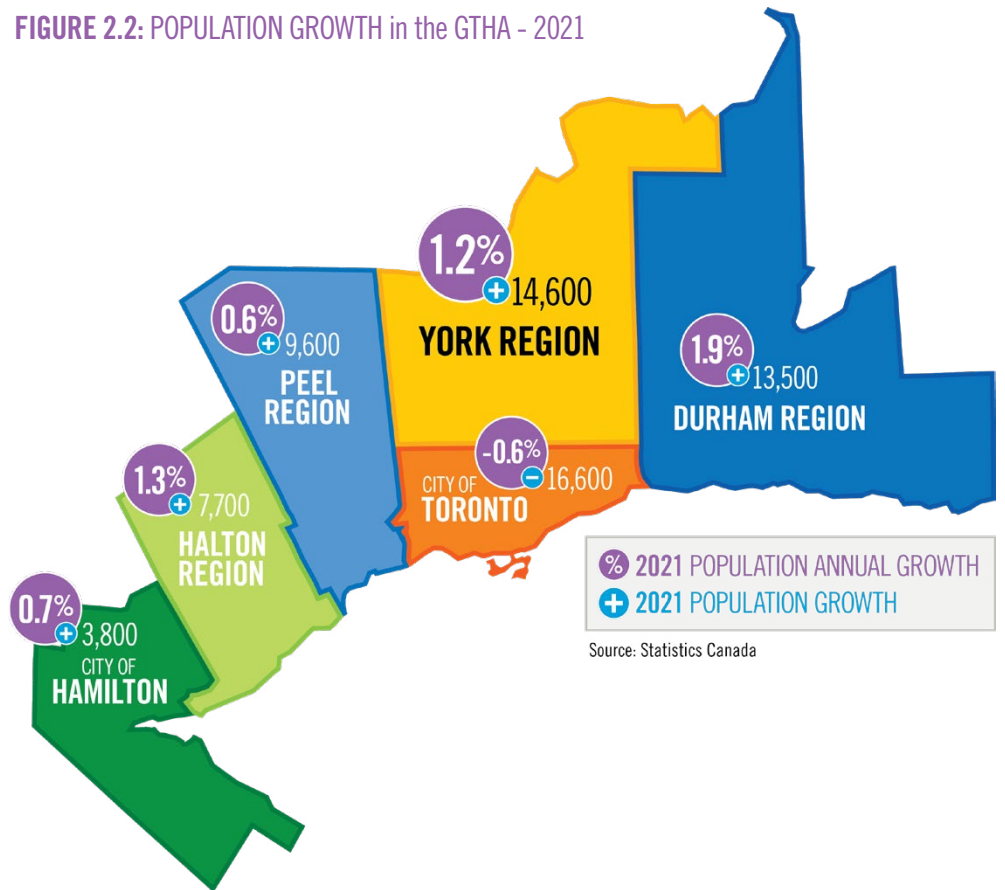 FIGURE 2.2: POPULATION GROWTH in the GTHA - 2021
1.2%
+ 14,600
YORK REGION
0.6%
+ 9,600
PEEL
REGION
1.9%
+ 13,500
DURHAM REGION
-0.6%
− 16,600
CITY OF
TORONTO
1.3%
+ 7,700
HALTON
REGION
0.7%
+ 3,800
CITY OF
HAMILTON
% 2021 POPULATION ANNUAL GROWTH
+ 2021 POPULATION GROWTH
Source: Statistics Canada